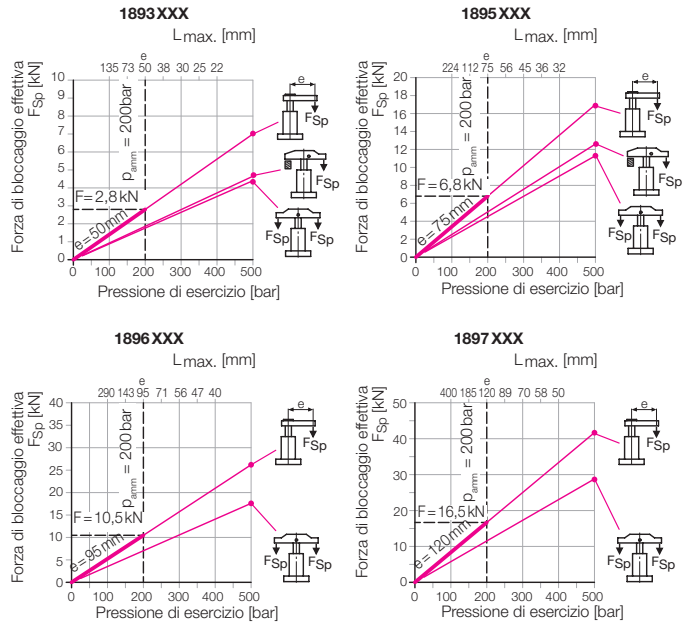 1893XXX
Lmax. [mm]
e
135 73 50 38 30 25 22
Forza di bloccaggio effettiva
FSp [kN]
10
9
8
7
6
5
4
3
2
1
0
pamm = 200 bar
F = 2,8 kN
e = 50 mm
e
FSp
FSp
FSp FSp
0 100 200 300 400 500
Pressione di esercizio [bar]
1895XXX
Lmax. [mm]
e
224 112 75 56 45 36 32
Forza di bloccaggio effettiva
FSp [kN]
20
18
16
14
12
10
8
6
4
2
0
pamm = 200 bar
F = 6,8 kN
e = 75 mm
e
FSp
FSp
FSp FSp
0 100 200 300 400 500
Pressione di esercizio [bar]
1896XXX
Lmax. [mm]
e
290 143 95 71 56 47 40
Forza di bloccaggio effettiva
FSp [kN]
40
35
30
25
20
15
10
5
0
pamm = 200 bar
F = 10,5 kN
e = 95 mm
e
FSp
FSp FSp
0 100 200 300 400 500
Pressione di esercizio [bar]
1897XXX
Lmax. [mm]
e
400 185 120 89 70 58 50
Forza di bloccaggio effettiva
FSp [kN]
50
40
30
20
10
0
pamm = 200 bar
F = 16,5 kN
e = 120 mm
e
FSp
FSp FSp
0 100 200 300 400 500
Pressione di esercizio [bar]